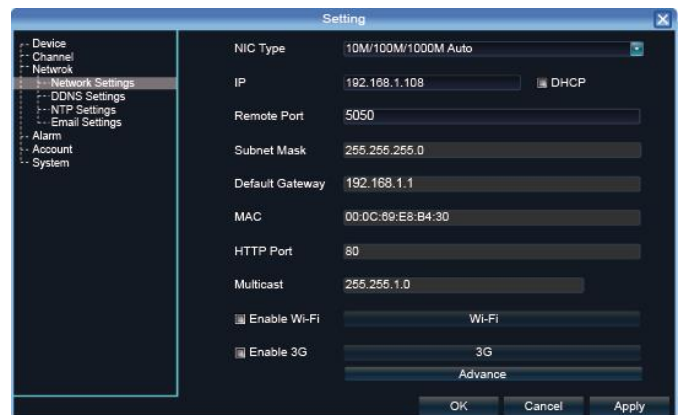 Setting
Device
Channel
Netwrok
Network Settings
DDNS Settings
NTP Settings
Email Settings
Alarm
Account
System
NIC Type 10M/100M/1000M Auto
IP 192.168.1.108 DHCP
Remote Port 5050
Subnet Mask 255.255.255.0
Default Gateway 192.168.1.1
MAC 00:0C:69:E8:B4:30
HTTP Port 80
Multicast 255.255.1.0
Enable Wi-Fi Wi-Fi
Enable 3G 3G
Advance
OK Cancel Apply